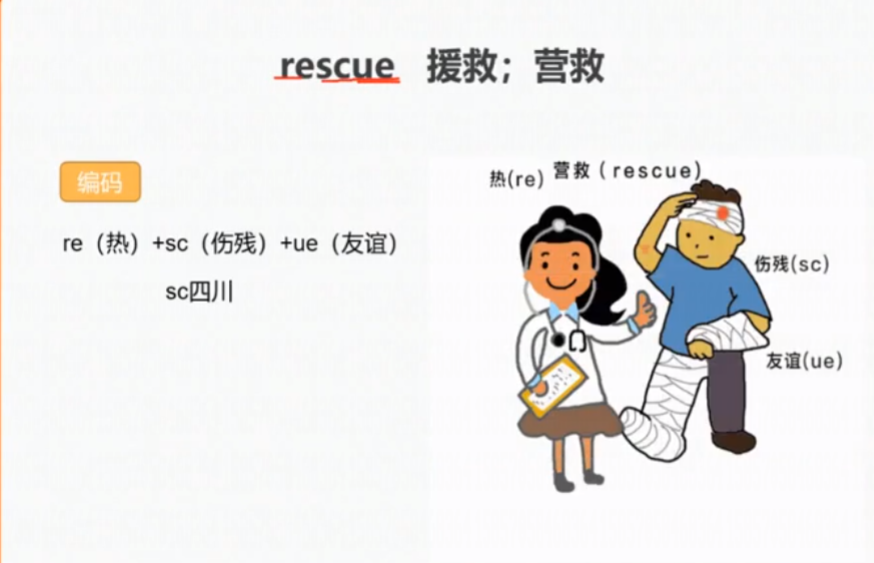 rescue 援救；营救
编码
re（热）+sc（伤残）+ue（友谊）
sc四川
热(re) 营救（rescue)
伤残(sc)
友谊(ue)